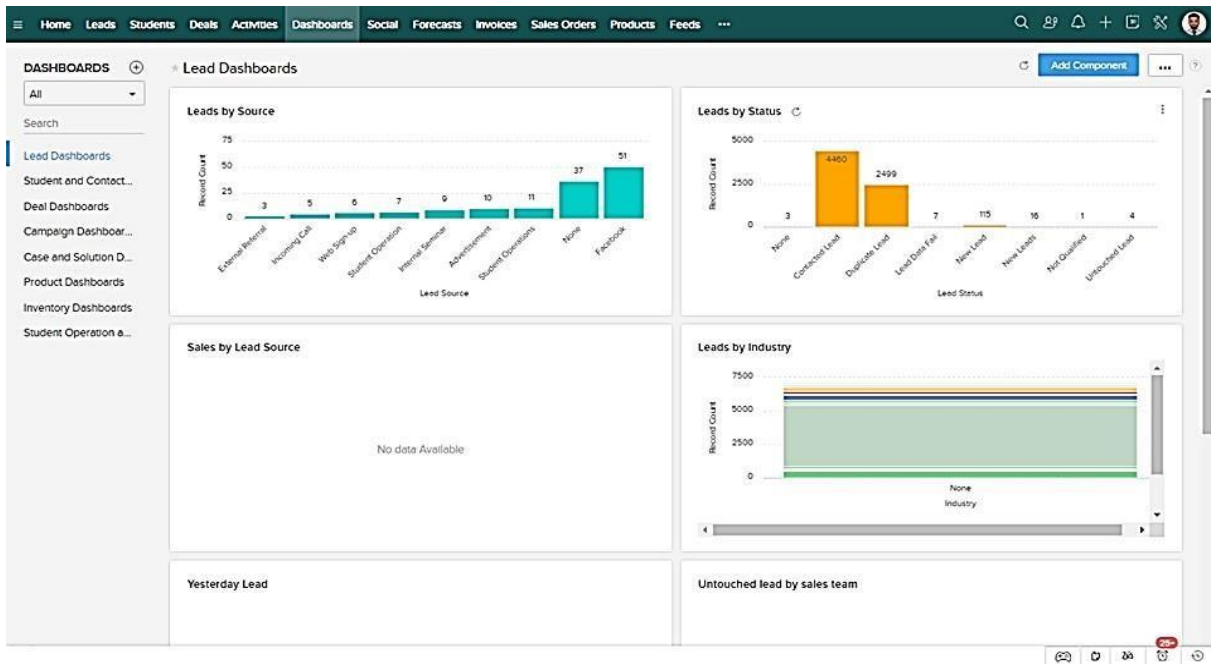 Home Leads Students Deals Activities Dashboards Social Forecasts Invoices Sales Orders Products Feeds ...
DASHBOARDS
All
Search
Lead Dashboards
Student and Contact...
Deal Dashboards
Campaign Dashboar...
Case and Solution D...
Product Dashboards
Inventory Dashboards
Student Operation a...
Lead Dashboards
Add Component
...
?
Leads by Source
75
50
25
0
Record Count
3 5 6 7 9 10 11 37 51
External Referral
Incoming Call
Web Sign-up
Student Operation
Internal Seminar
Advertisement
Student Operations
None
Facebook
Lead Source
Leads by Status
5000
2500
0
Record Count
3 4460 2499 7 115 16 1 4
None
Contacted Lead
Duplicate Lead
Lead Data Fail
New Lead
New Leads
Not Qualified
Untouched Lead
Lead Status
Sales by Lead Source
No data Available
Leads by Industry
7500
5000
2500
0
Record Count
None
Industry
Yesterday Lead
Untouched lead by sales team
25+